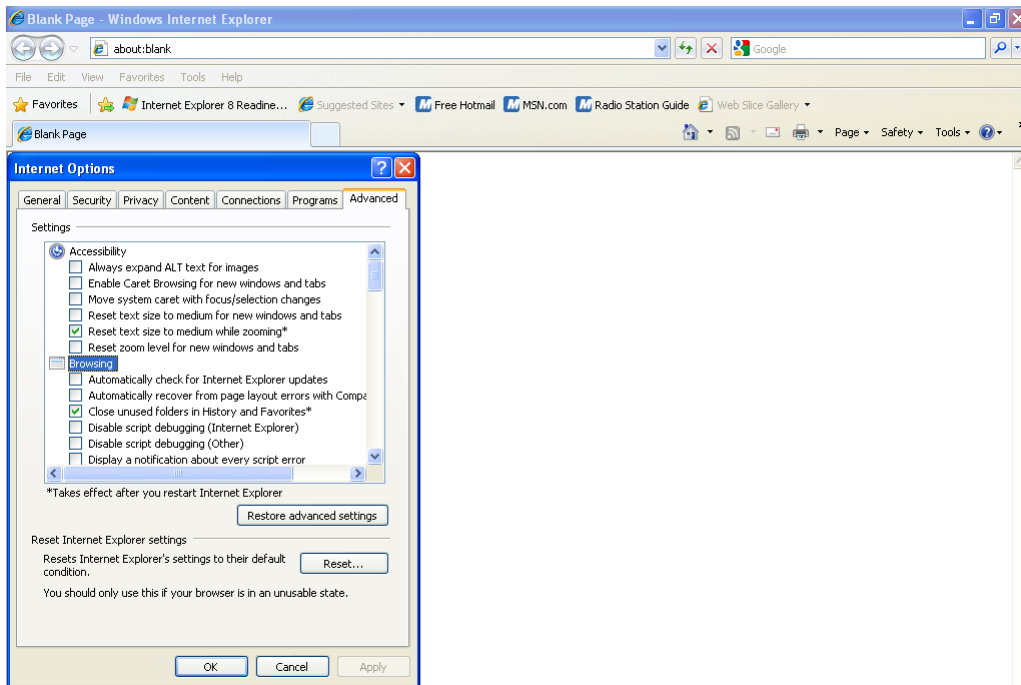 Blank Page - Windows Internet Explorer
about:blank
Google
File Edit View Favorites Tools Help
Favorites Internet Explorer 8 Readine... Suggested Sites Free Hotmail MSN.com Radio Station Guide Web Slice Gallery
Blank Page
Page Safety Tools
Internet Options
General Security Privacy Content Connections Programs Advanced
Settings
Accessibility
Always expand ALT text for images
Enable Caret Browsing for new windows and tabs
Move system caret with focus/selection changes
Reset text size to medium for new windows and tabs
Reset text size to medium while zooming*
Reset zoom level for new windows and tabs
Browsing
Automatically check for Internet Explorer updates
Automatically recover from page layout errors with Compa
Close unused folders in History and Favorites*
Disable script debugging (Internet Explorer)
Disable script debugging (Other)
Display a notification about every script error
*Takes effect after you restart Internet Explorer
Restore advanced settings
Reset Internet Explorer settings
Resets Internet Explorer's settings to their default
condition.
Reset...
You should only use this if your browser is in an unusable state.
OK Cancel Apply